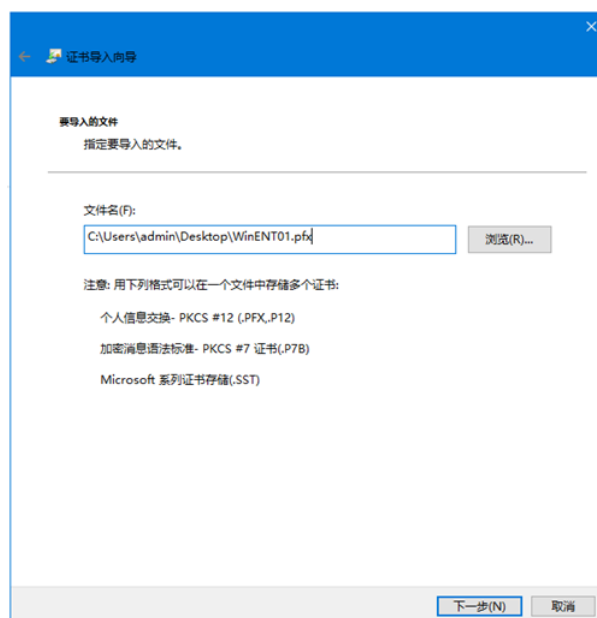 证书导入向导
要导入的文件
指定要导入的文件。
文件名(F):
C:\Users\admin\Desktop\WinENT01.pfx
浏览(R)...
注意: 用下列格式可以在一个文件中存储多个证书:
个人信息交换- PKCS #12 (.PFX,.P12)
加密消息语法标准- PKCS #7 证书(.P7B)
Microsoft 系列证书存储(.SST)
下一步(N)
取消